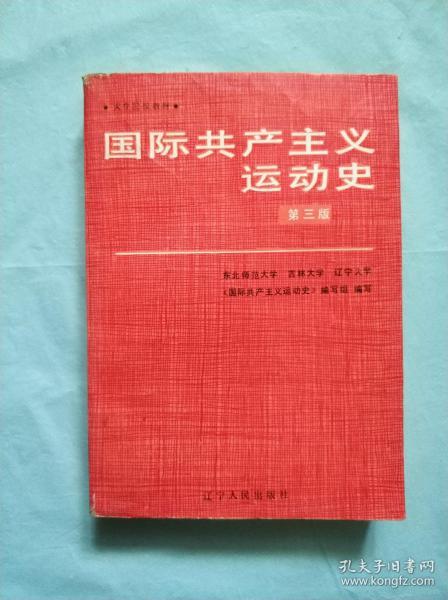 国际共产主义
运动史
第三版
东北师范大学 吉林大学 辽宁大学
《国际共产主义运动史》编写组 编写
辽宁人民出版社
孔夫子旧书网
www.kongfz.com